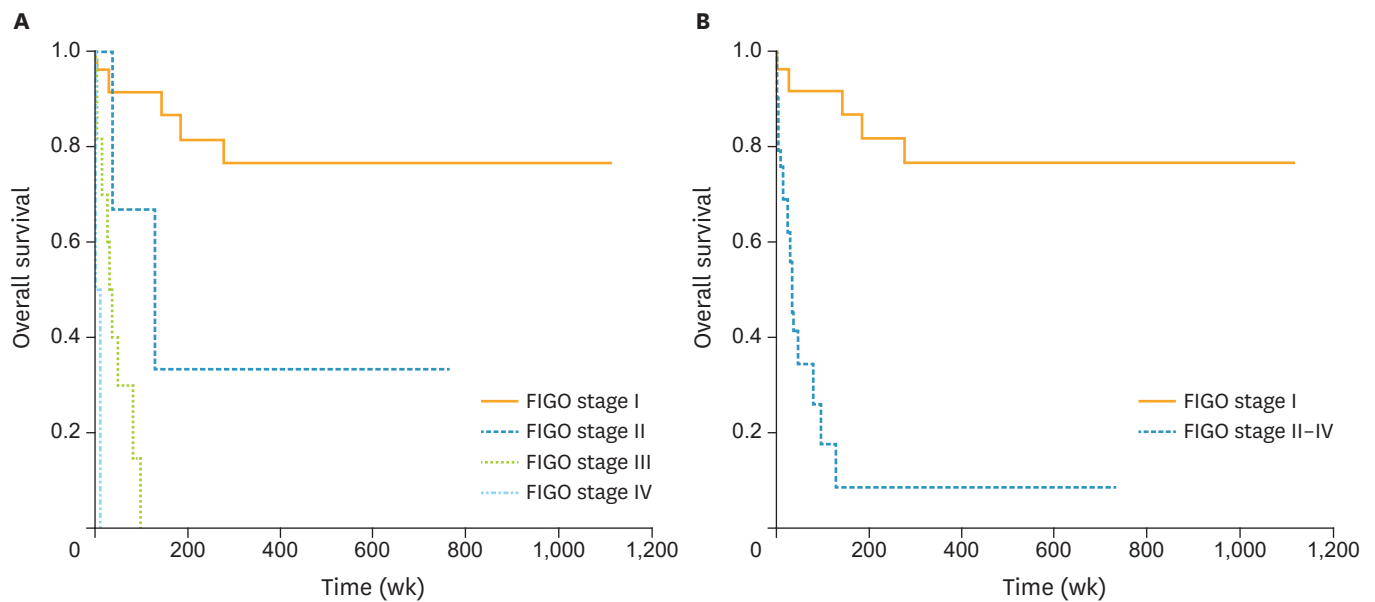 A
1.0
0.8
0.6
0.4
0.2
Overall survival
FIGO stage I
FIGO stage II
FIGO stage III
FIGO stage IV
0 200 400 600 800 1,000 1,200
Time (wk)
B
1.0
0.8
0.6
0.4
0.2
Overall survival
FIGO stage I
FIGO stage II–IV
0 200 400 600 800 1,000 1,200
Time (wk)